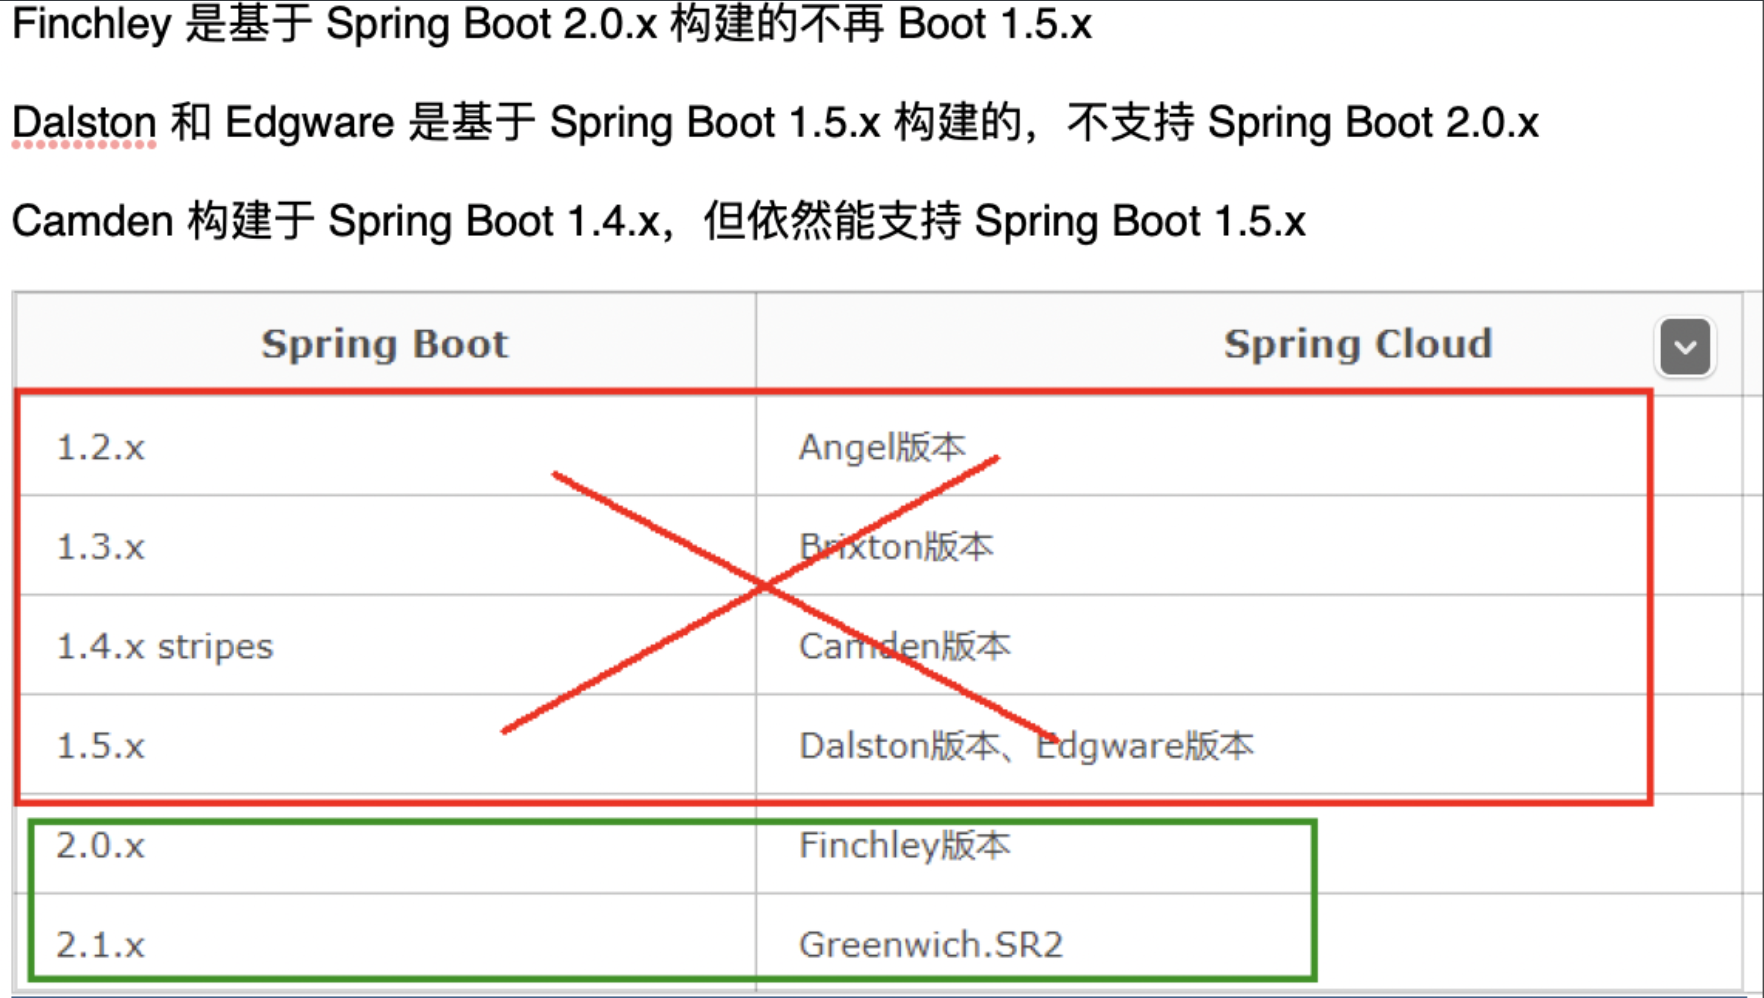 Finchley 是基于 Spring Boot 2.0.x 构建的不再 Boot 1.5.x
Dalston 和 Edgware 是基于 Spring Boot 1.5.x 构建的，不支持 Spring Boot 2.0.x
Camden 构建于 Spring Boot 1.4.x，但依然能支持 Spring Boot 1.5.x
Spring Boot Spring Cloud
1.2.x Angel版本
1.3.x Brixton版本
1.4.x stripes Camden版本
1.5.x Dalston版本、Edgware版本
2.0.x Finchley版本
2.1.x Greenwich.SR2